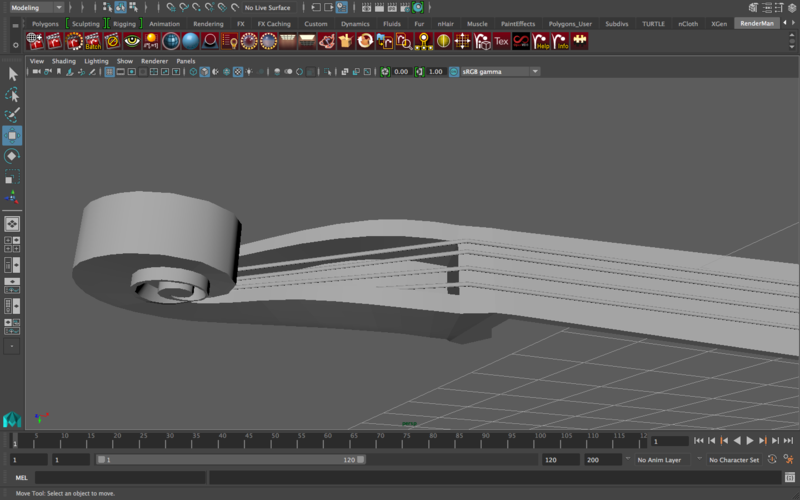 Modeling No Live Surface
Polygons Sculpting Rigging Animation Rendering FX FX Caching Custom Dynamics Fluids Fur nHair Muscle PaintEffects Polygons_User Subdivs TURTLE nCloth XGen RenderMan
Batch Tex Help Info
View Shading Lighting Show Renderer Panels
0.00 1.00 sRGB gamma
1 5 10 15 20 25 30 35 40 45 50 55 60 65 70 75 80 85 90 95 100 105 110 115 12 1
1 1 1 120 120 200 No Anim Layer No Character Set
MEL
Move Tool: Select an object to move.